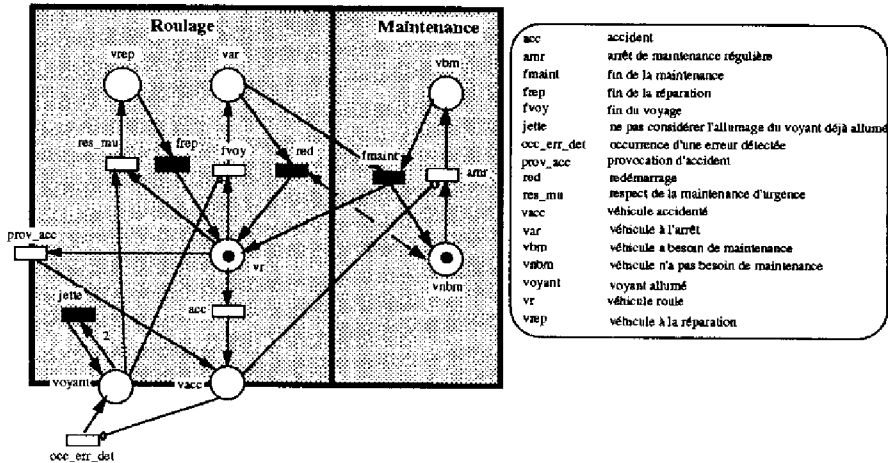 Roulage
Maintenance
vrep
var
vbm
res_mu
frep
fvoy
red
fmaint
amr
prov_acc
vr
vnbm
jette
acc
2
voyant
vacc
occ_err_det
acc accident
amr arrêt de maintenance régulière
fmaint fin de la maintenance
frep fin de la réparation
fvoy fin du voyage
jette ne pas considérer l'allumage du voyant déjà allumé
occ_err_det occurrence d'une erreur détectée
prov_acc provocation d'accident
red redémarrage
res_mu respect de la maintenance d'urgence
vacc véhicule accidenté
var véhicule à l'arrêt
vbm véhicule a besoin de maintenance
vnbm véhicule n'a pas besoin de maintenance
voyant voyant allumé
vr véhicule roule
vrep véhicule à la réparation